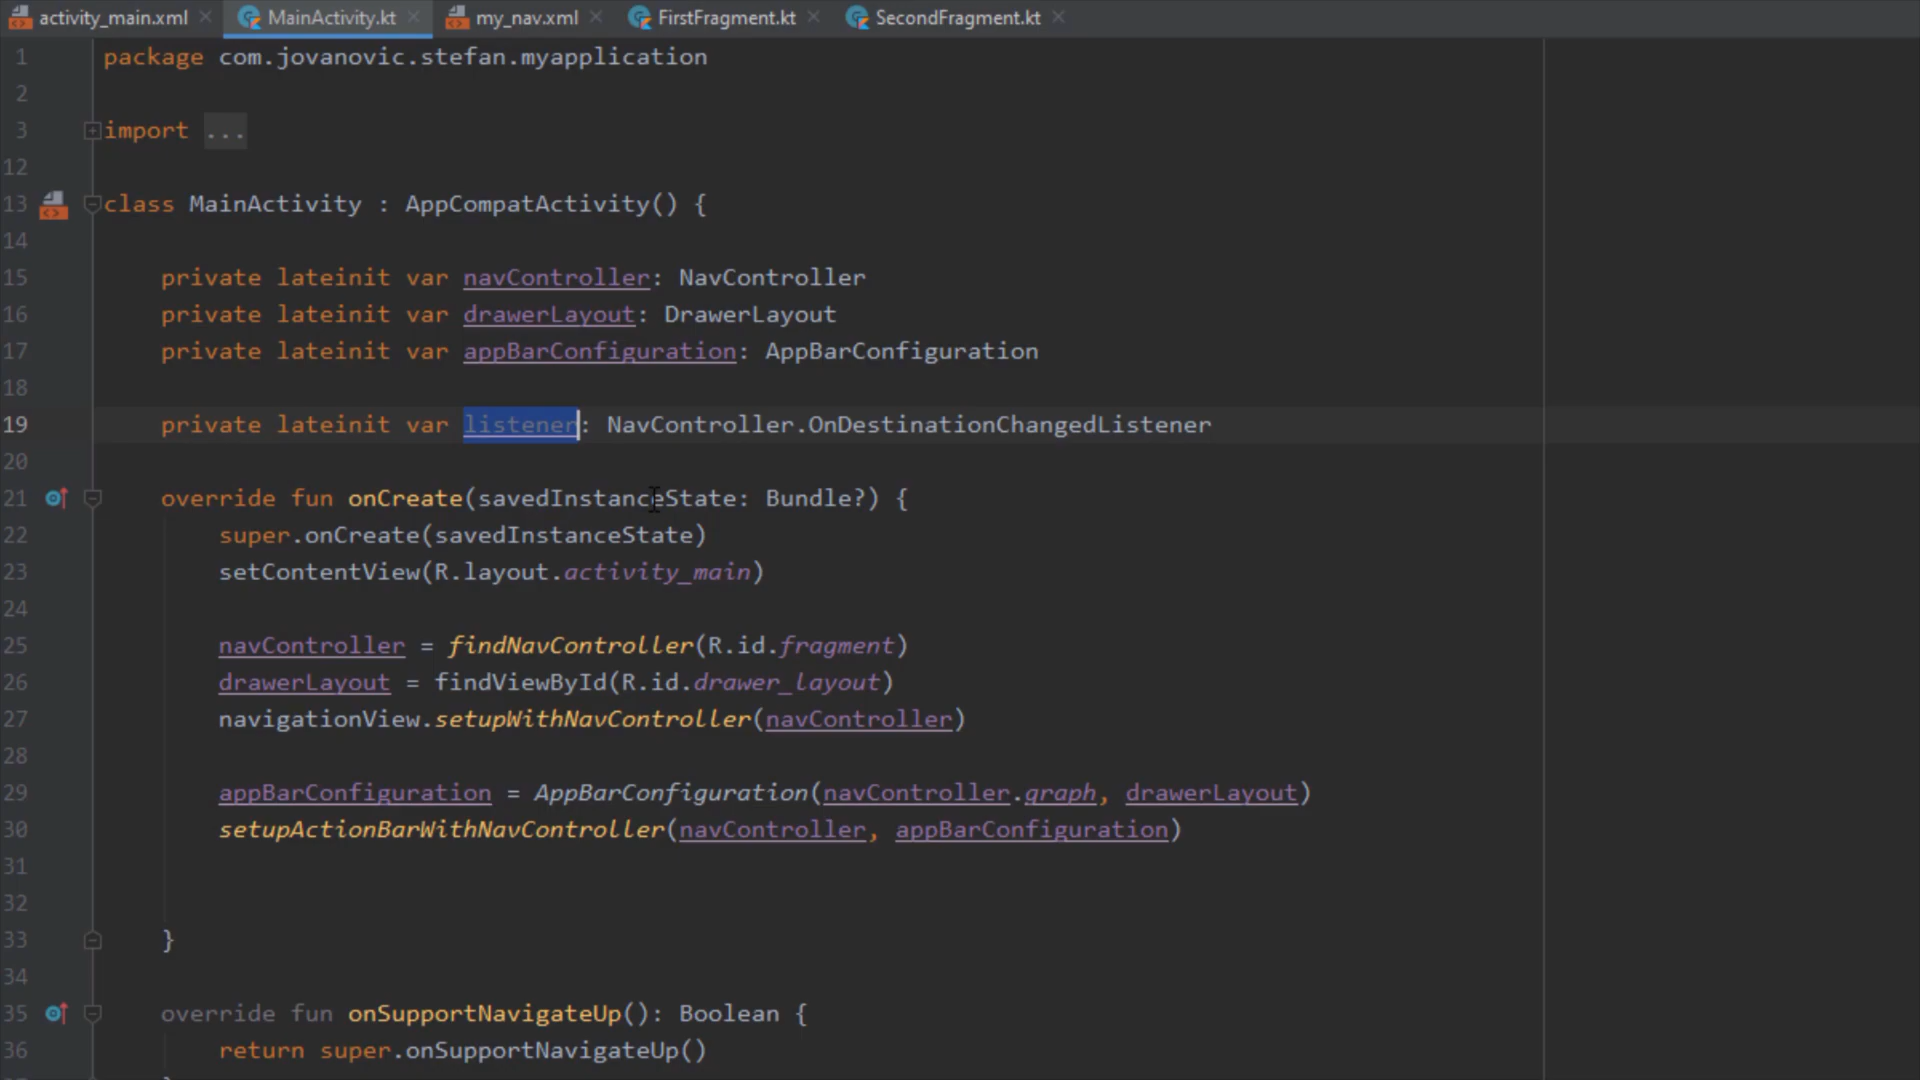 activity_main.xml MainActivity.kt my_nav.xml FirstFragment.kt SecondFragment.kt
1 package com.jovanovic.stefan.myapplication
2
3 import ...
12
13 class MainActivity : AppCompatActivity() {
14
15 private lateinit var navController: NavController
16 private lateinit var drawerLayout: DrawerLayout
17 private lateinit var appBarConfiguration: AppBarConfiguration
18
19 private lateinit var listener: NavController.OnDestinationChangedListener
20
21 override fun onCreate(savedInstanceState: Bundle?) {
22 super.onCreate(savedInstanceState)
23 setContentView(R.layout.activity_main)
24
25 navController = findNavController(R.id.fragment)
26 drawerLayout = findViewById(R.id.drawer_layout)
27 navigationView.setupWithNavController(navController)
28
29 appBarConfiguration = AppBarConfiguration(navController.graph, drawerLayout)
30 setupActionBarWithNavController(navController, appBarConfiguration)
31
32
33 }
34
35 override fun onSupportNavigateUp(): Boolean {
36 return super.onSupportNavigateUp()